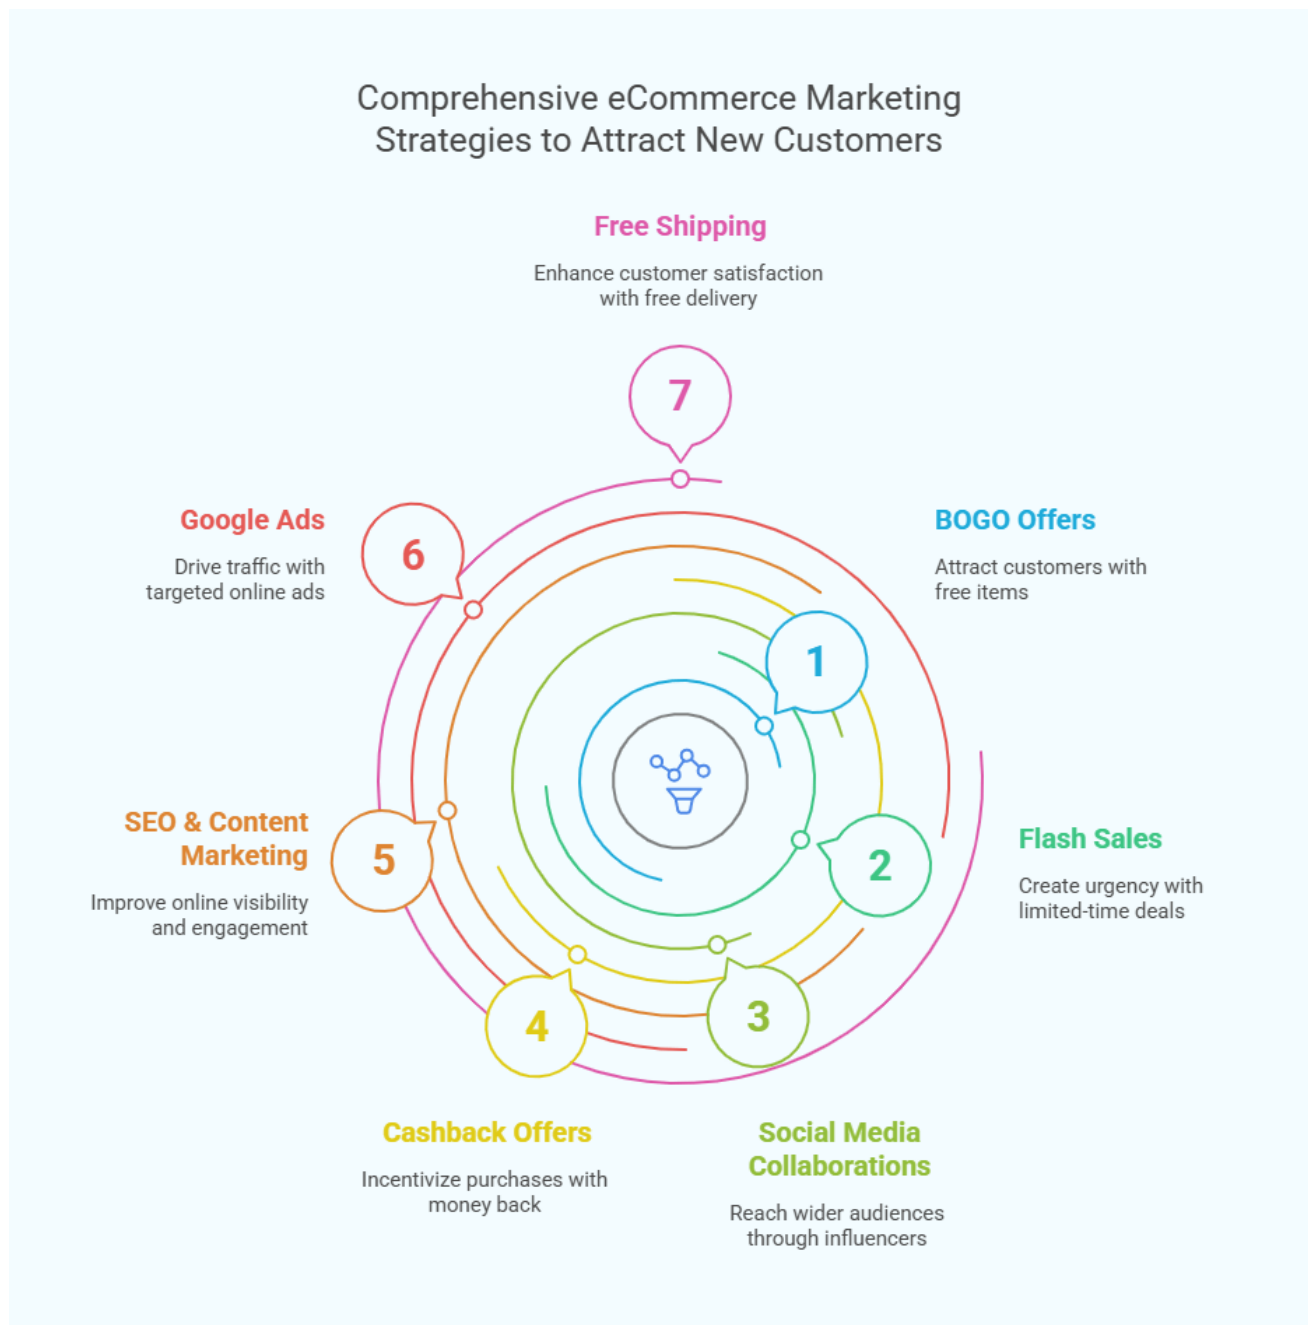 Comprehensive eCommerce Marketing
Strategies to Attract New Customers
Free Shipping
Enhance customer satisfaction
with free delivery
7
Google Ads
Drive traffic with
targeted online ads
6
BOGO Offers
Attract customers with
free items
1
SEO & Content
Marketing
Improve online visibility
and engagement
5
Flash Sales
Create urgency with
limited-time deals
2
4
3
Cashback Offers
Incentivize purchases with
money back
Social Media
Collaborations
Reach wider audiences
through influencers